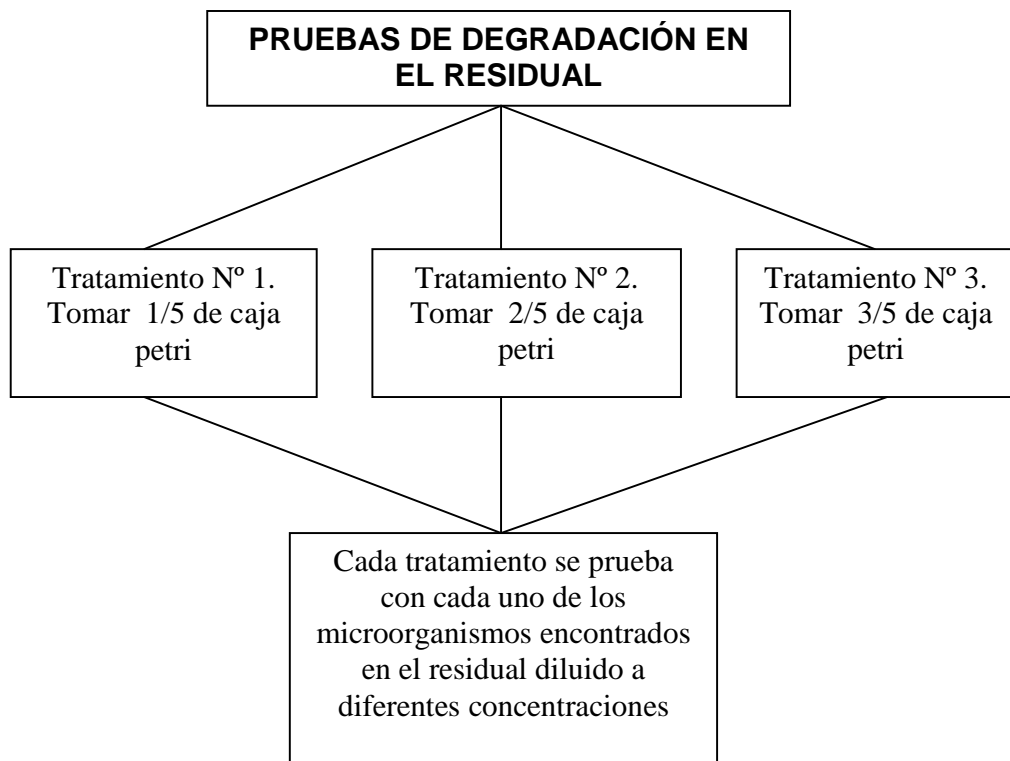 PRUEBAS DE DEGRADACIÓN EN
EL RESIDUAL
Tratamiento Nº 1.
Tomar 1/5 de caja
petri
Tratamiento Nº 2.
Tomar 2/5 de caja
petri
Tratamiento Nº 3.
Tomar 3/5 de caja
petri
Cada tratamiento se prueba
con cada uno de los
microorganismos encontrados
en el residual diluido a
diferentes concentraciones